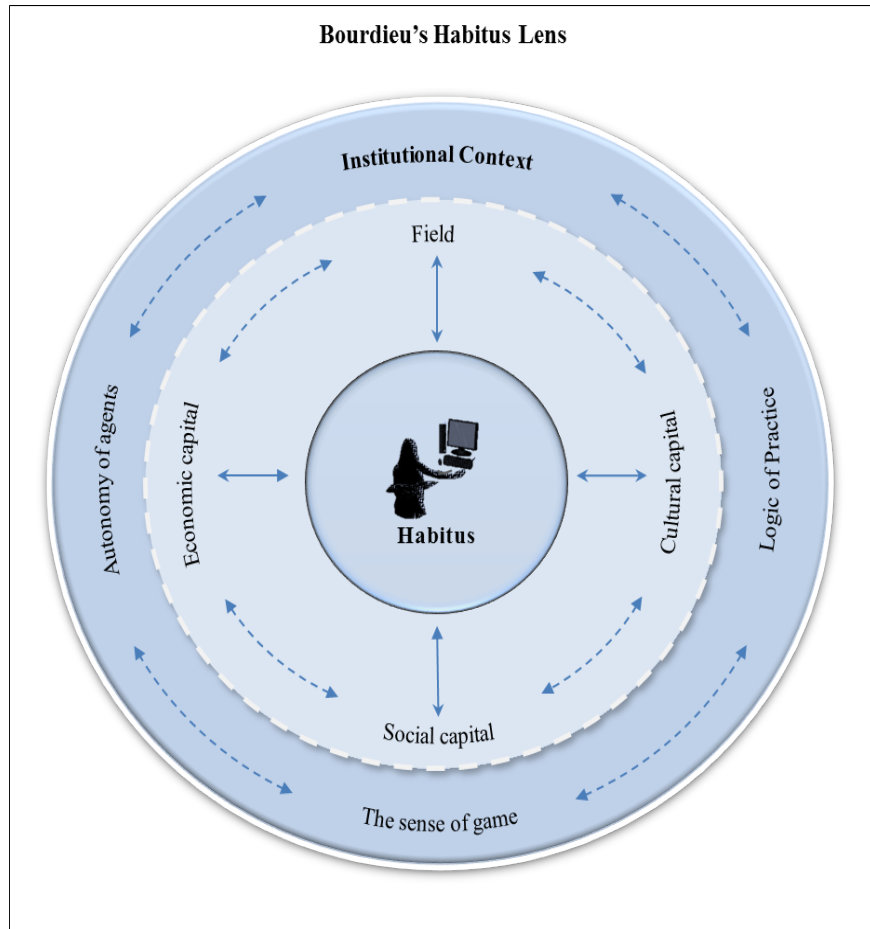 Bourdieu's Habitus Lens
Institutional Context
Field
Autonomy of agents
Economic capital
Habitus
Cultural capital
Logic of Practice
Social capital
The sense of game